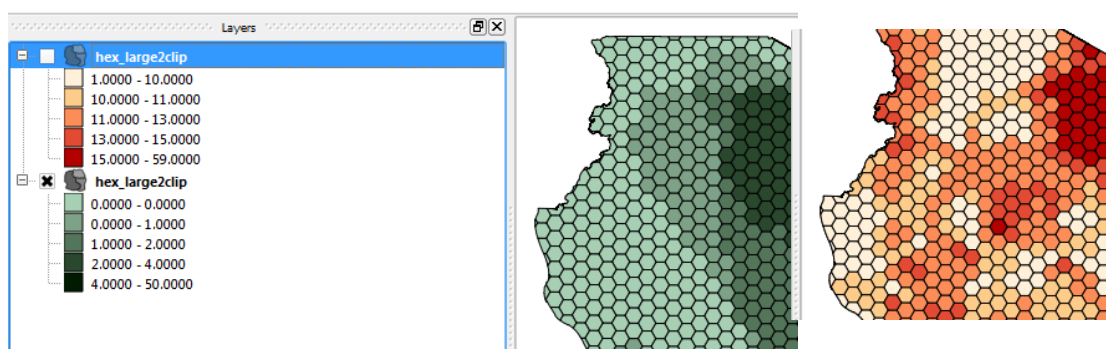 Layers
hex_large2clip
1.0000 - 10.0000
10.0000 - 11.0000
11.0000 - 13.0000
13.0000 - 15.0000
15.0000 - 59.0000
hex_large2clip
0.0000 - 0.0000
0.0000 - 1.0000
1.0000 - 2.0000
2.0000 - 4.0000
4.0000 - 50.0000